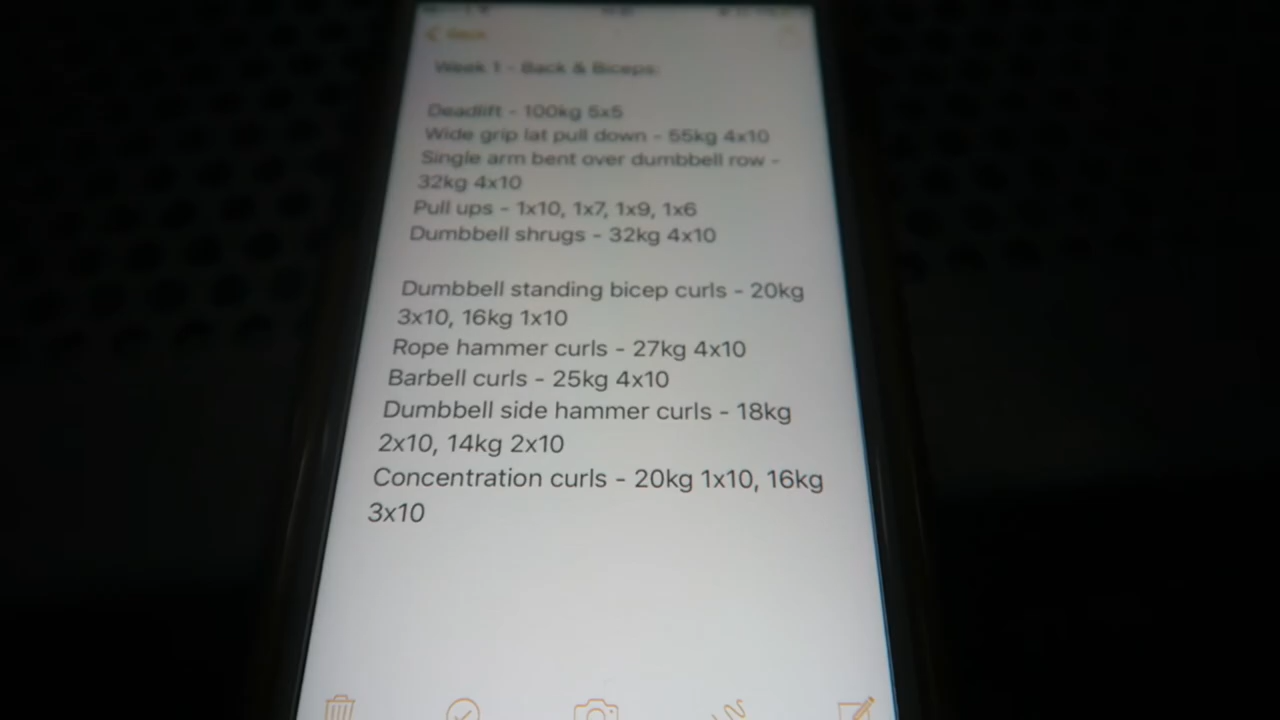 Back
Week 1 - Back & Biceps:
Deadlift - 100kg 5x5
Wide grip lat pull down - 55kg 4x10
Single arm bent over dumbbell row -
32kg 4x10
Pull ups - 1x10, 1x7, 1x9, 1x6
Dumbbell shrugs - 32kg 4x10
Dumbbell standing bicep curls - 20kg
3x10, 16kg 1x10
Rope hammer curls - 27kg 4x10
Barbell curls - 25kg 4x10
Dumbbell side hammer curls - 18kg
2x10, 14kg 2x10
Concentration curls - 20kg 1x10, 16kg
3x10